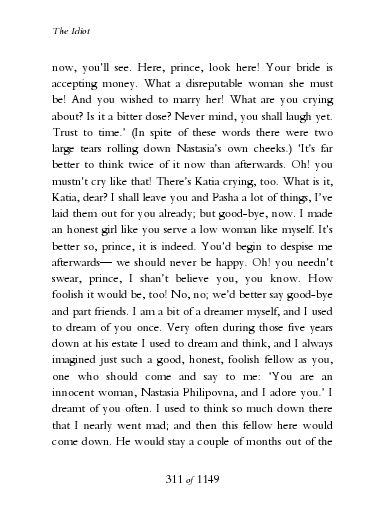 The Idiot
now, you'll see. Here, prince, look here! Your bride is
accepting money. What a disreputable woman she must
be! And you wished to marry her! What are you crying
about? Is it a bitter dose? Never mind, you shall laugh yet.
Trust to time.' (In spite of these words there were two
large tears rolling down Nastasia's own cheeks.) 'It's far
better to think twice of it now than afterwards. Oh! you
mustn't cry like that! There's Katia crying, too. What is it,
Katia, dear? I shall leave you and Pasha a lot of things, I've
laid them out for you already; but good-bye, now. I made
an honest girl like you serve a low woman like myself. It's
better so, prince, it is indeed. You'd begin to despise me
afterwards— we should never be happy. Oh! you needn't
swear, prince, I shan't believe you, you know. How
foolish it would be, too! No, no; we'd better say good-bye
and part friends. I am a bit of a dreamer myself, and I used
to dream of you once. Very often during those five years
down at his estate I used to dream and think, and I always
imagined just such a good, honest, foolish fellow as you,
one who should come and say to me: 'You are an
innocent woman, Nastasia Philipovna, and I adore you.' I
dreamt of you often. I used to think so much down there
that I nearly went mad; and then this fellow here would
come down. He would stay a couple of months out of the
311 of 1149